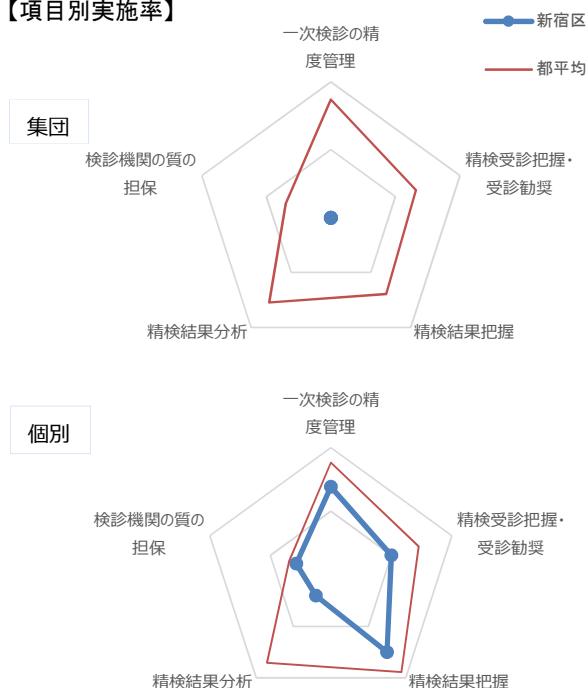 【項目別実施率】
新宿区
都平均
集団
一次検診の精
度管理
検診機関の質の
担保
精検受診把握・
受診勧奨
精検結果分析
精検結果把握
個別
一次検診の精
度管理
検診機関の質の
担保
精検受診把握・
受診勧奨
精検結果分析
精検結果把握